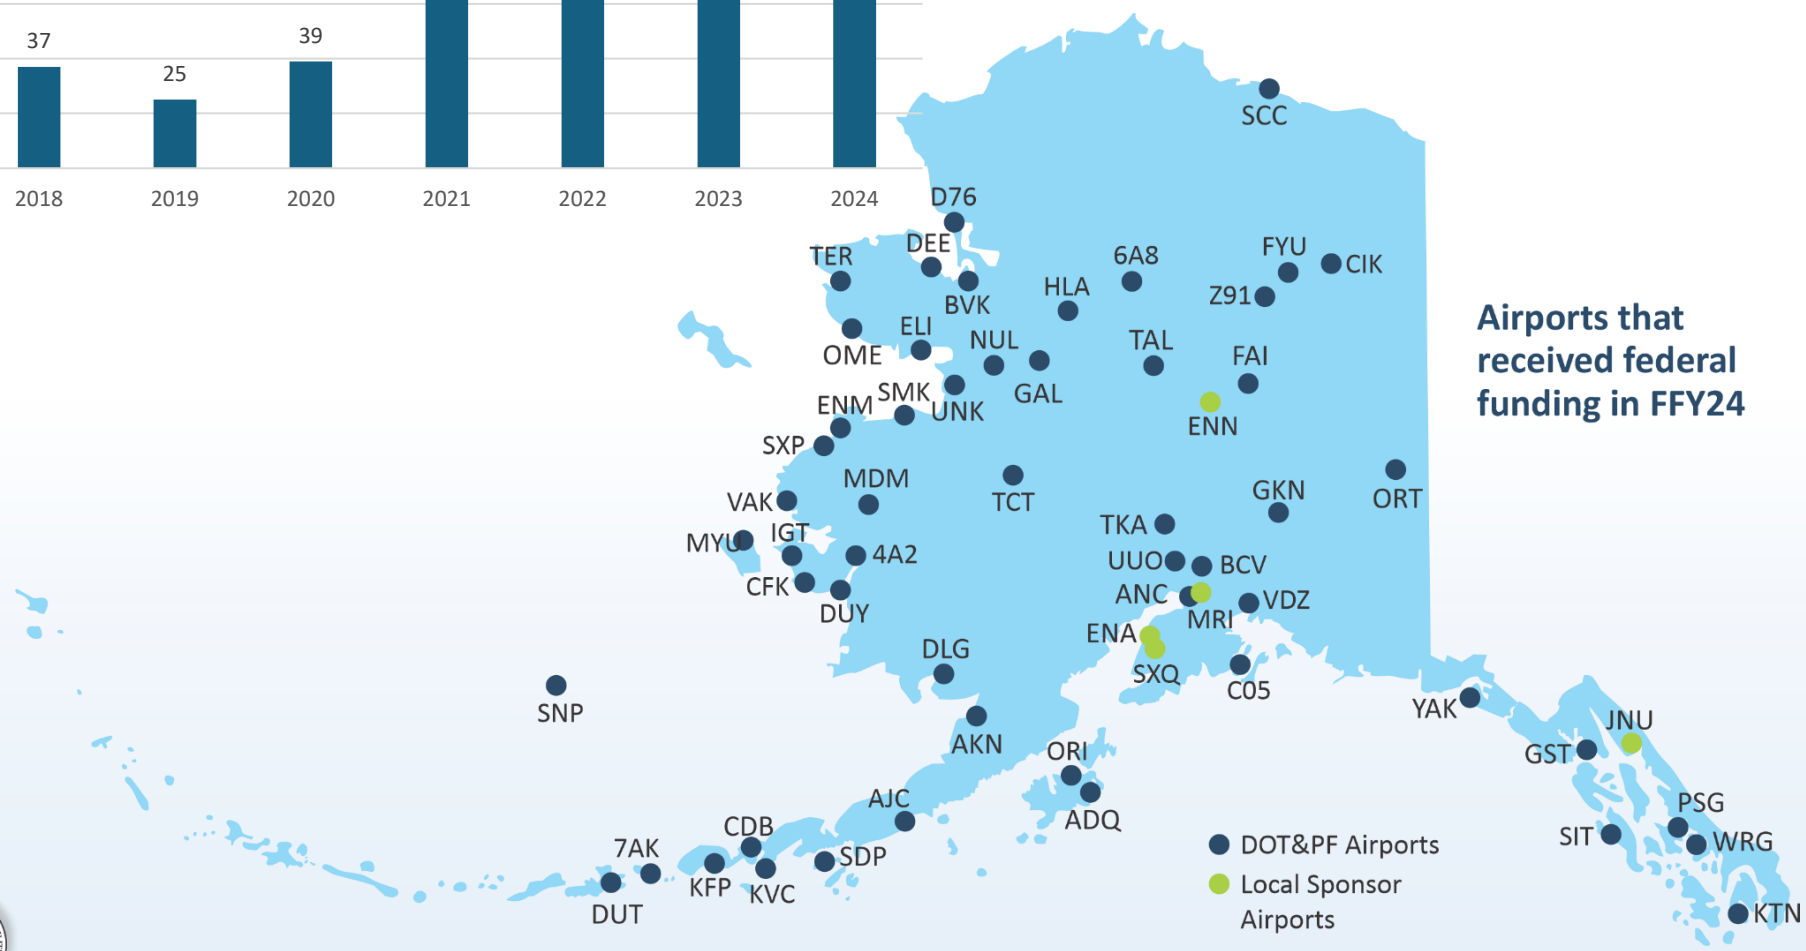 37
25
39
2018
2019
2020
2021
2022
2023
2024
SCC
D76
DEE
TER
BVK
HLA
6A8
FYU
CIK
Z91
OME
ELI
NUL
GAL
TAL
FAI
Airports that
received federal
funding in FFY24
SMK
UNK
ENM
SXP
ENN
MDM
VAK
TCT
GKN
ORT
MYU
IGT
4A2
TKA
UUO
BCV
CFK
DUY
ANC
MRI
VDZ
ENA
SXQ
C05
DLG
SNP
AKN
YAK
JNU
GST
ORI
ADQ
AJC
CDB
7AK
SDP
KFP
KVC
DUT
PSG
SIT
WRG
KTN
DOT&PF Airports
Local Sponsor
Airports